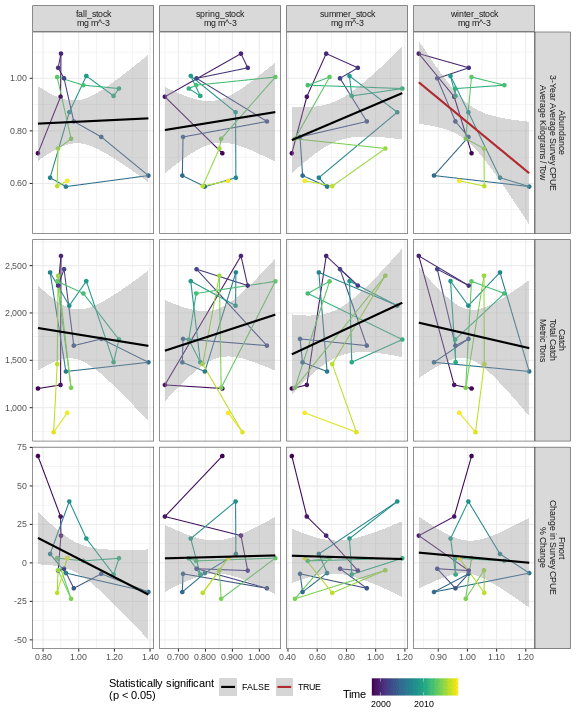 fall_stock
mg m^-3
spring_stock
mg m^-3
summer_stock
mg m^-3
winter_stock
mg m^-3
1.00
0.80
0.60
Abundance
3-Year Average Survey CPUE
Average Kilograms / Tow
2,500
2,000
1,500
1,000
Catch
Total Catch
Metric Tons
75
50
25
0
-25
-50
Fmort
Change in Survey CPUE
% Change
0.80 1.00 1.20 1.40
0.700 0.800 0.900 1.000
0.40 0.60 0.80 1.00 1.20
0.80 0.90 1.00 1.10 1.20
Statistically significant
(p < 0.05)
FALSE
TRUE
Time
2000 2010